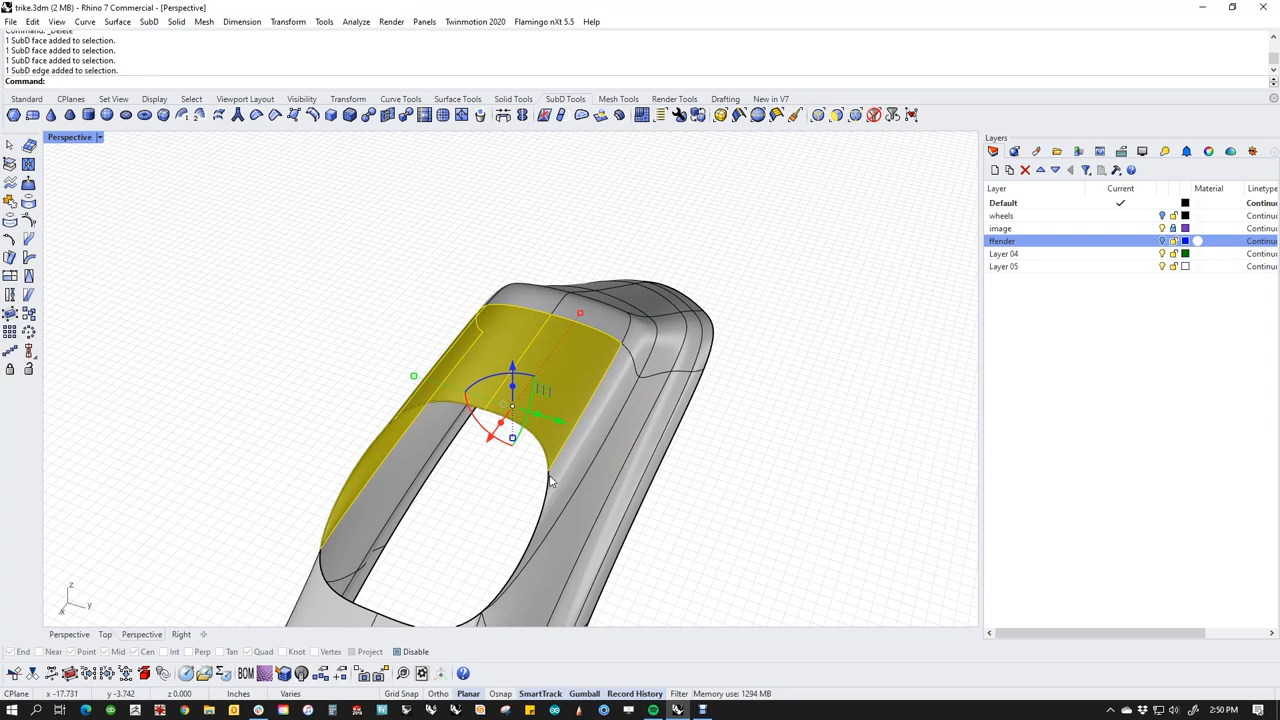 trike.3dm (2 MB) - Rhino 7 Commercial - [Perspective]
File Edit View Curve Surface SubD Solid Mesh Dimension Transform Tools Analyze Render Panels Twinmotion 2020 Flamingo nXt 5.5 Help
Command: _Delete
1 SubD face added to selection.
1 SubD face added to selection.
1 SubD face added to selection.
1 SubD edge added to selection.
Command:
Standard CPlanes Set View Display Select Viewport Layout Visibility Transform Curve Tools Surface Tools Solid Tools SubD Tools Mesh Tools Render Tools Drafting New in V7
Perspective
Layers
Layer Current Material Linetype
Default Continuc
wheels Continuc
image Continuc
ffender Continuc
Layer 04 Continuc
Layer 05 Continuc
z
y
x
Perspective Top Perspective Right
End Near Point Mid Cen Int Perp Tan Quad Knot Vertex Project Disable
BOM
CPlane x -17.731 y -3.742 z 0.000 Inches Varies Grid Snap Ortho Planar Osnap SmartTrack Gumball Record History Filter Memory use: 1294 MB
2:50 PM